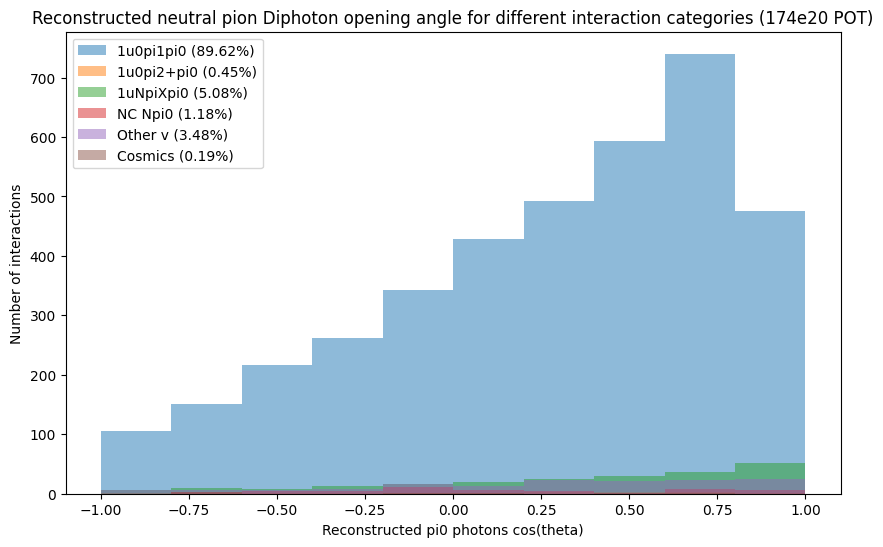 Reconstructed neutral pion Diphoton opening angle for different interaction categories (174e20 POT)
1u0pi1pi0 (89.62%)
1u0pi2+pi0 (0.45%)
1uNpiXpi0 (5.08%)
NC Npi0 (1.18%)
Other v (3.48%)
Cosmics (0.19%)
Number of interactions
700
600
500
400
300
200
100
0
−1.00 −0.75 −0.50 −0.25 0.00 0.25 0.50 0.75 1.00
Reconstructed pi0 photons cos(theta)